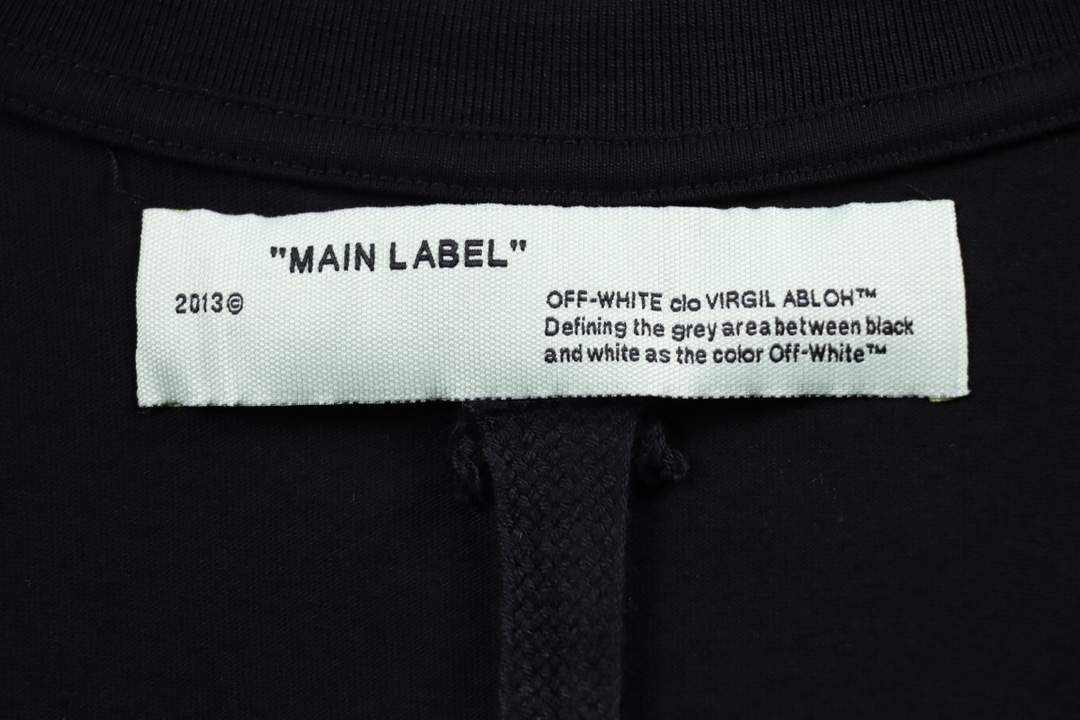 "MAIN LABEL"
2013©
OFF-WHITE c/o VIRGIL ABLOH™
Defining the grey area between black
and white as the color Off-White™